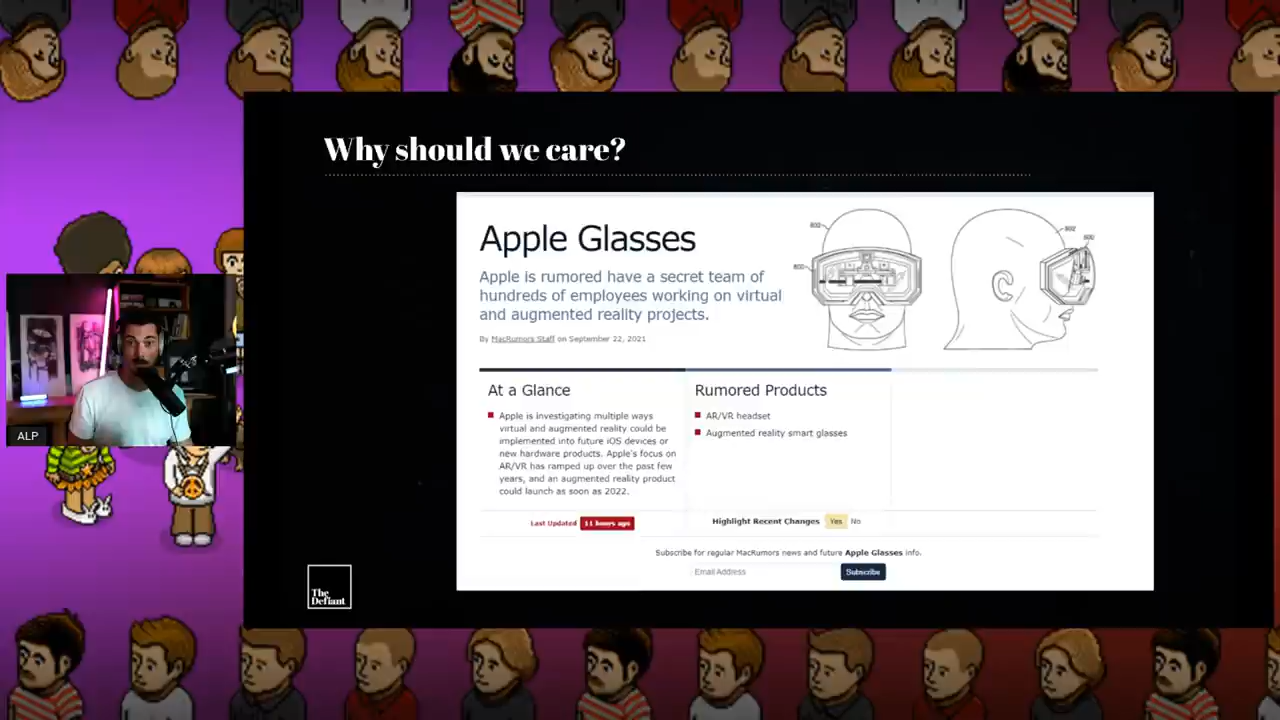 Why should we care?
Apple Glasses
Apple is rumored have a secret team of
hundreds of employees working on virtual
and augmented reality projects.
By MacRumors Staff on September 22, 2021
802
800
802
800
At a Glance
Apple is investigating multiple ways
virtual and augmented reality could be
implemented into future iOS devices or
new hardware products. Apple's focus on
AR/VR has ramped up over the past few
years, and an augmented reality product
could launch as soon as 2022.
Rumored Products
AR/VR headset
Augmented reality smart glasses
Last Updated 11 hours ago
Highlight Recent Changes Yes No
Subscribe for regular MacRumors news and future Apple Glasses info.
Email Address Subscribe
ALP
The
Defiant